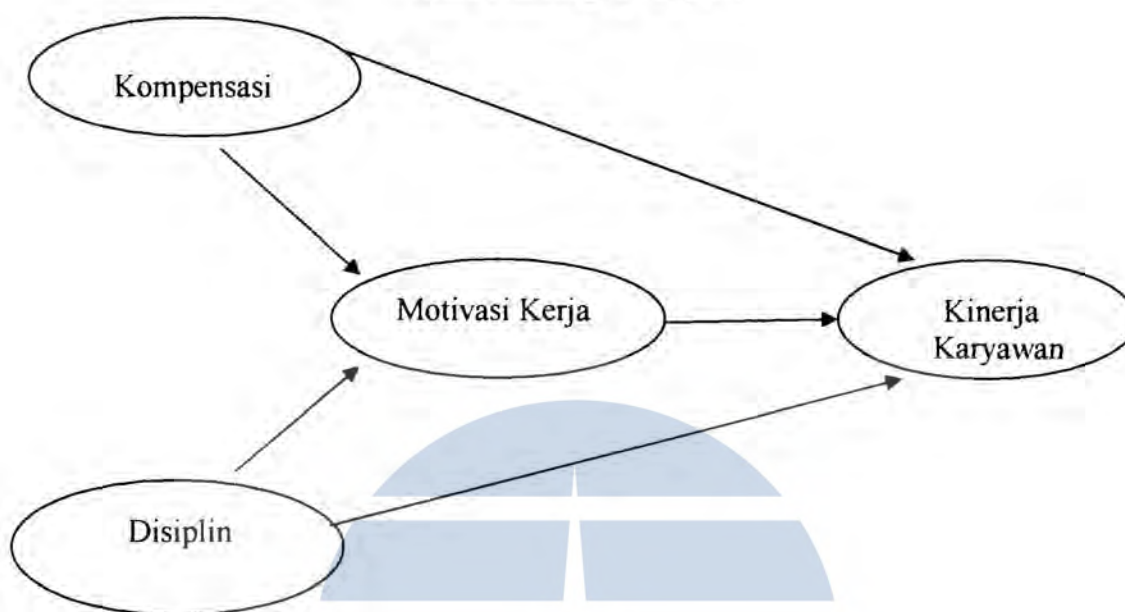 Kompensasi
Motivasi Kerja
Kinerja
Karyawan
Disiplin